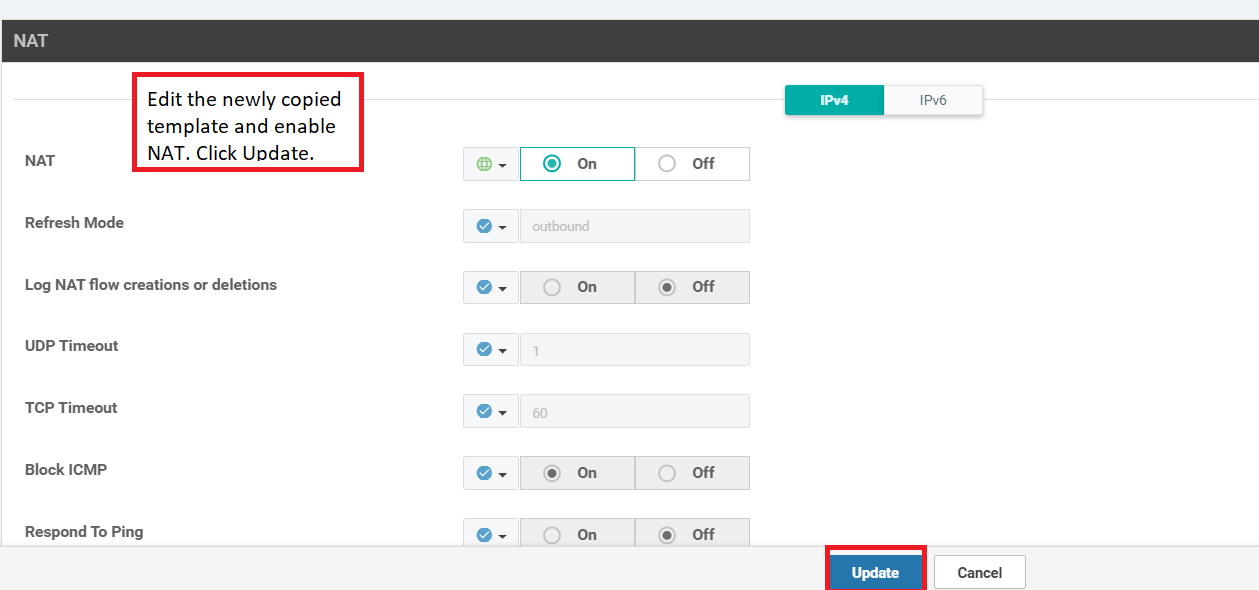 NAT
Edit the newly copied
template and enable
NAT. Click Update.
IPv4 IPv6
NAT On Off
Refresh Mode outbound
Log NAT flow creations or deletions On Off
UDP Timeout 1
TCP Timeout 60
Block ICMP On Off
Respond To Ping On Off
Update Cancel